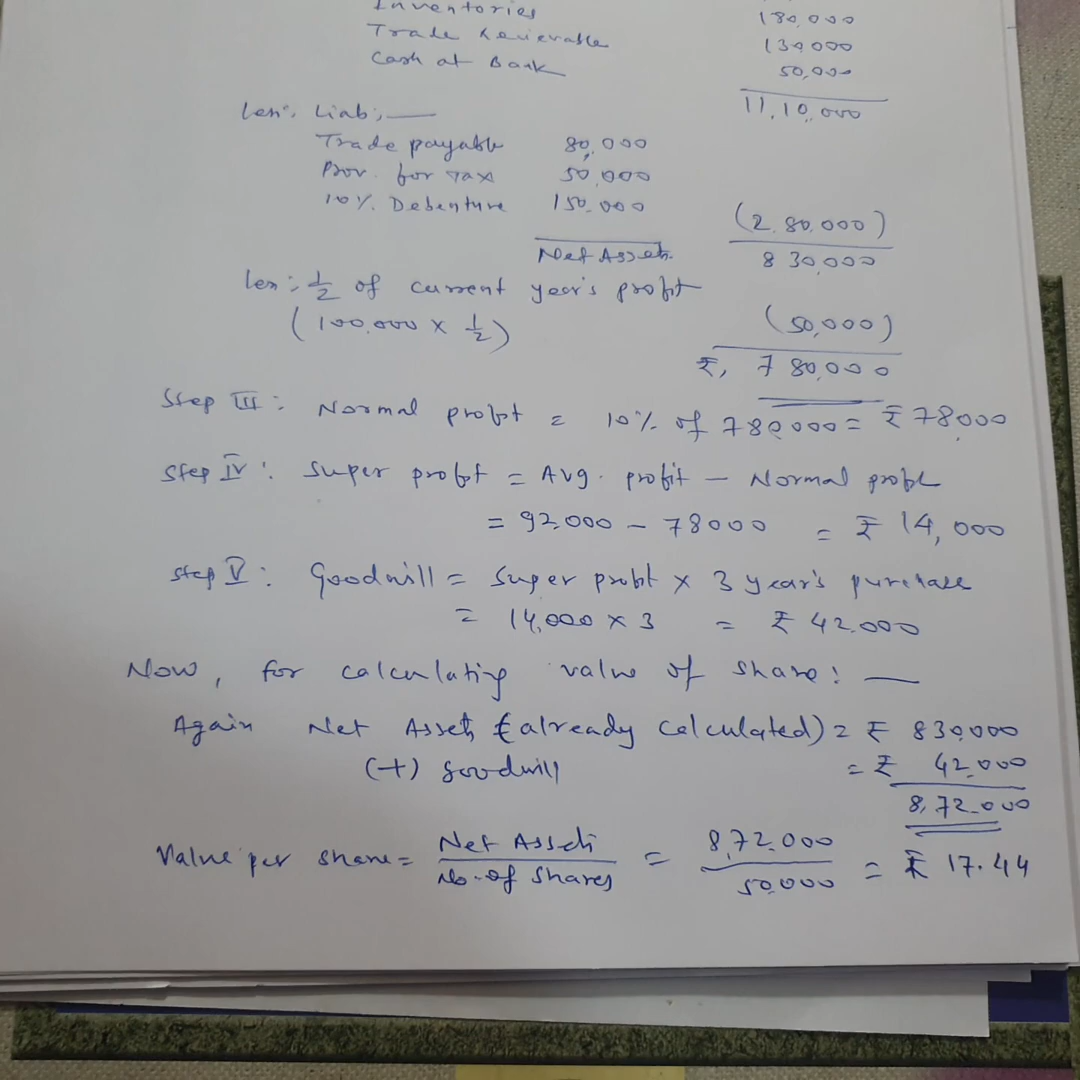 Inventories 180,000
Trade Receivable 130,000
Cash at Bank 50,000
11,10,000
Less: Liab:—
Trade payable 80,000
Prov. for Tax 50,000
10% Debenture 150,000 (2,80,000)
Net Assets 830,000
Less: 1/2 of current year's profit
(100,000 × 1/2) (50,000)
₹, 780,000
Step III: Normal profit = 10% of 780000 = ₹ 78000
Step IV: Super profit = Avg. profit – Normal profit
= 92,000 – 78000 = ₹ 14,000
Step V: Goodwill = Super profit × 3 year's purchase
= 14,000 × 3 = ₹ 42,000
Now, for calculating value of share:—
Again Net Assets (already calculated) = ₹ 830,000
(+) Goodwill = ₹ 42,000
8,72,000
Value per share = Net Assets / No. of Shares = 8,72,000 / 50,000 = ₹ 17.44